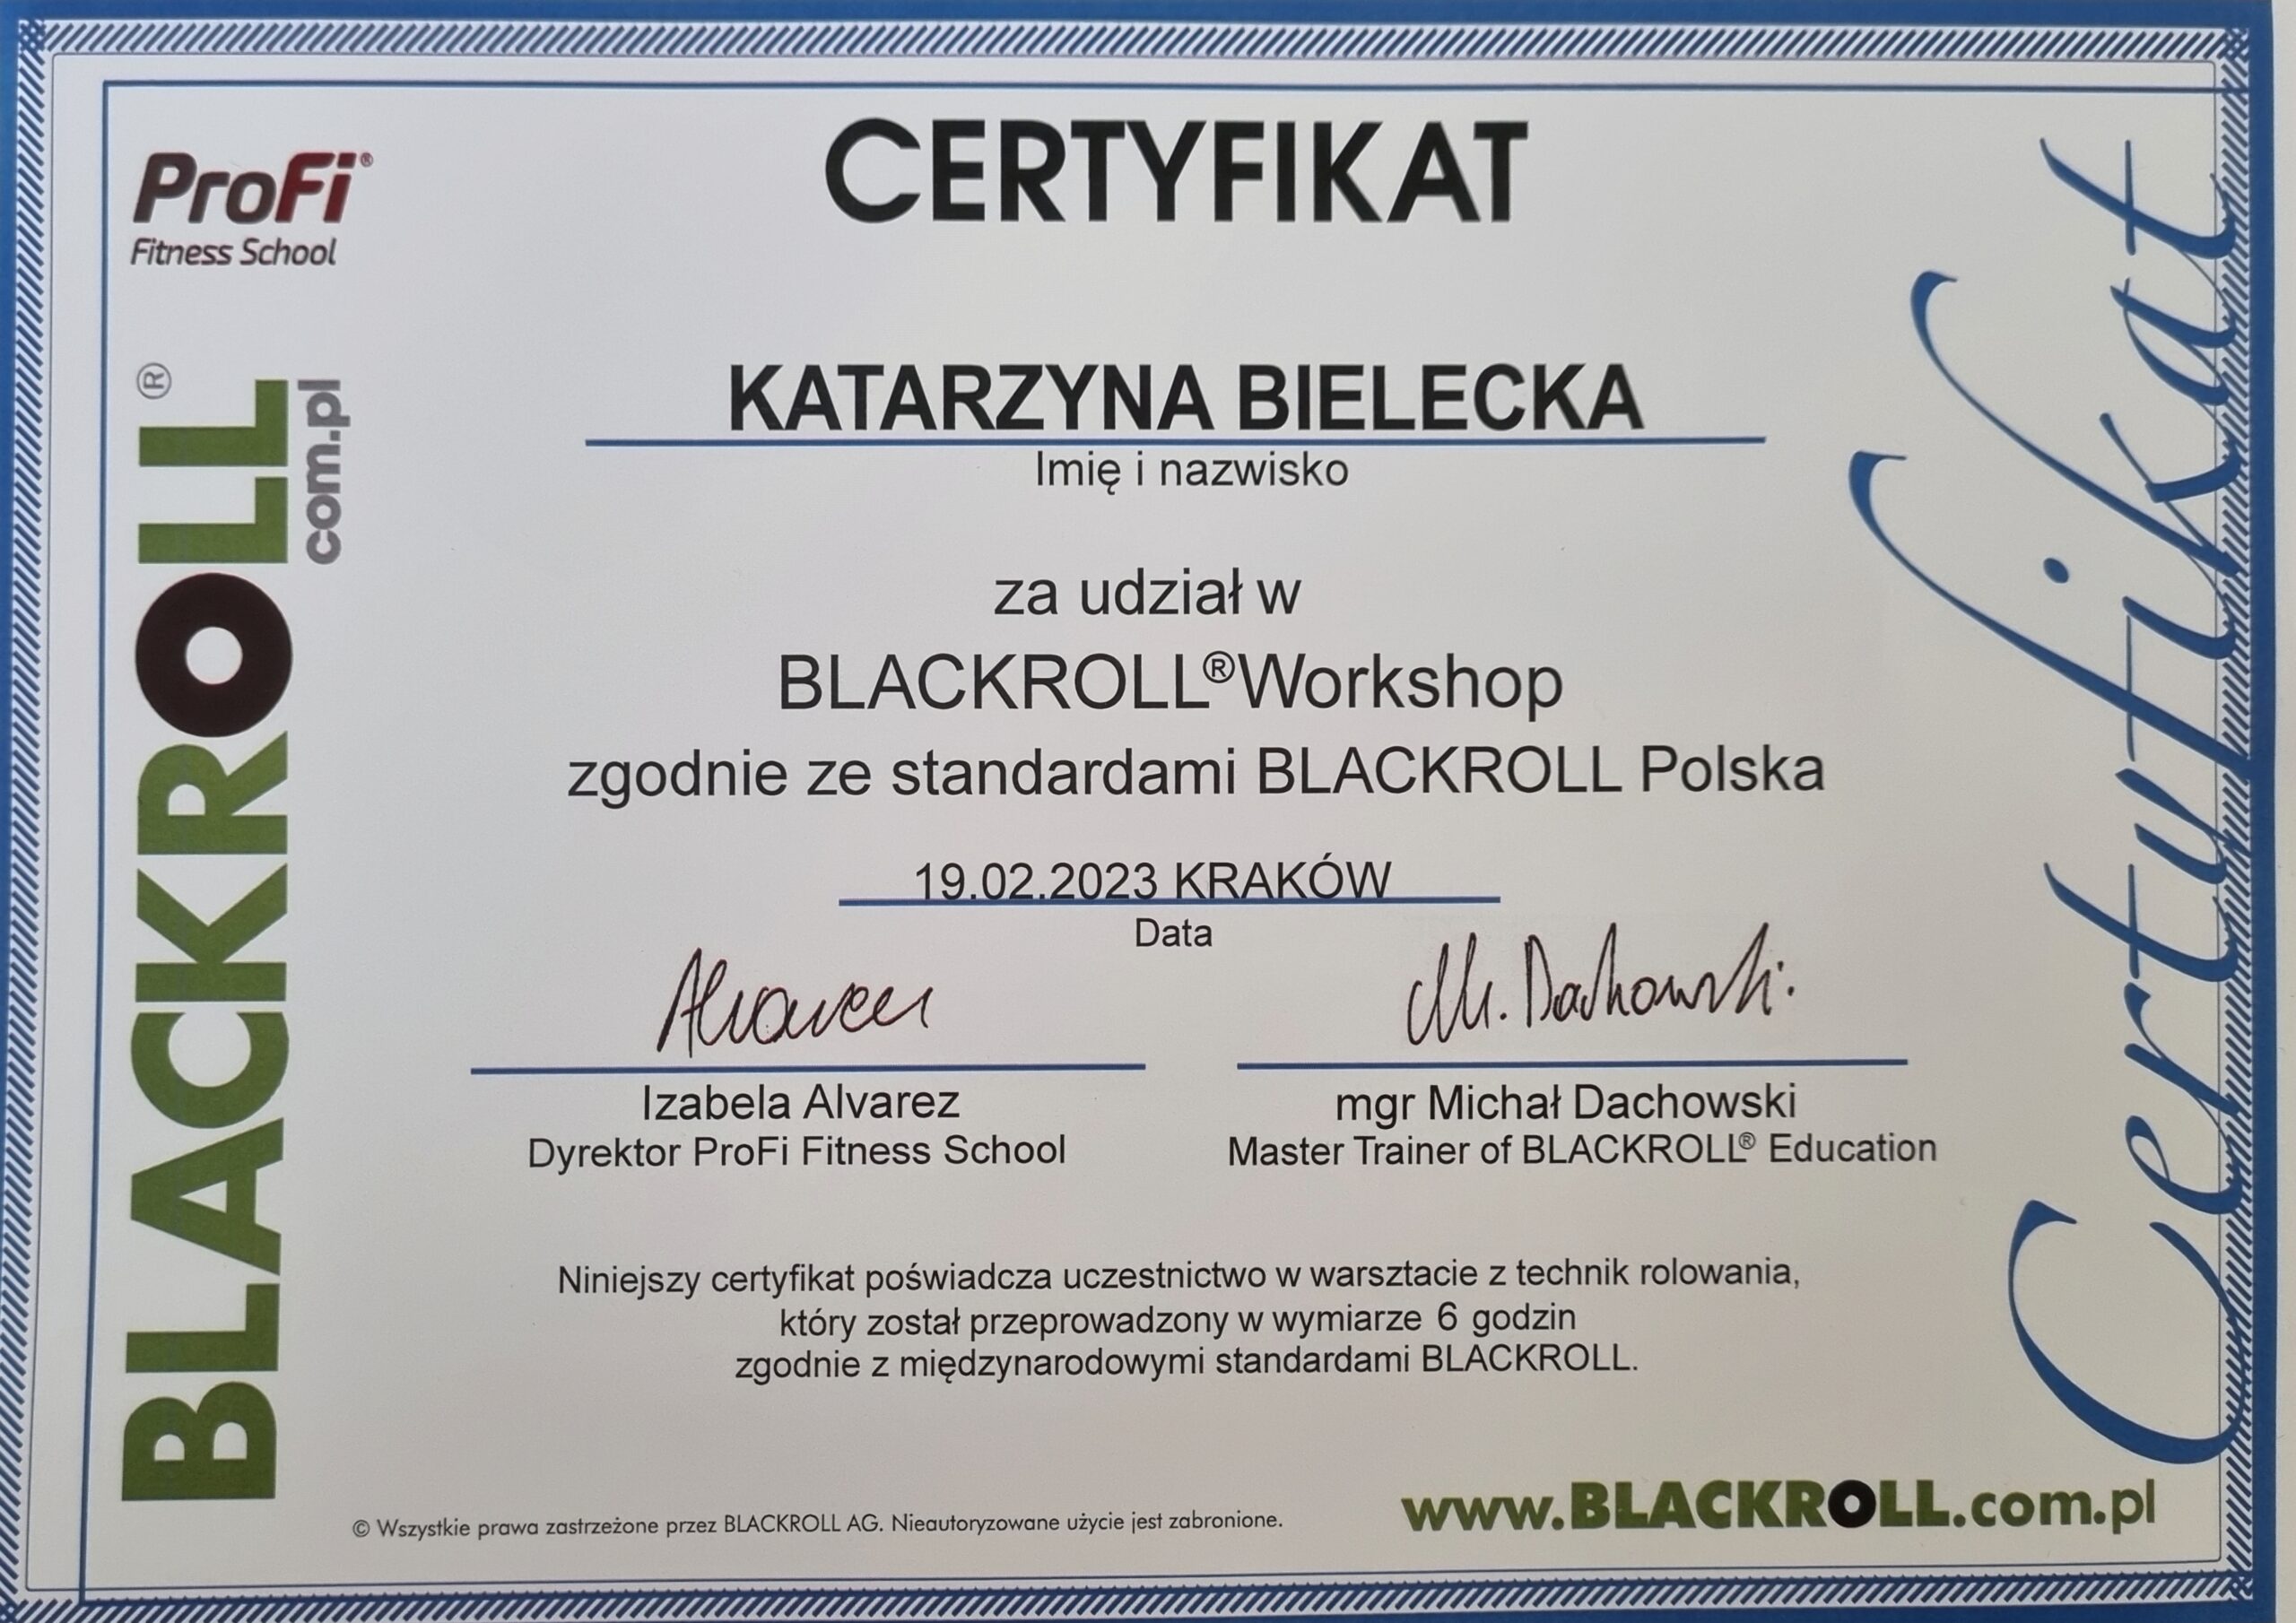 CERTYFIKAT
ProFi®
Fitness School
BLACKROLL®
com.pl
KATARZYNA BIELECKA
Imię i nazwisko
za udział w
BLACKROLL®Workshop
zgodnie ze standardami BLACKROLL Polska
19.02.2023 KRAKÓW
Data
Alvarez
M. Dachowski
Izabela Alvarez
Dyrektor ProFi Fitness School
mgr Michał Dachowski
Master Trainer of BLACKROLL® Education
Niniejszy certyfikat poświadcza uczestnictwo w warsztacie z technik rolowania,
który został przeprowadzony w wymiarze 6 godzin
zgodnie z międzynarodowymi standardami BLACKROLL.
© Wszystkie prawa zastrzeżone przez BLACKROLL AG. Nieautoryzowane użycie jest zabronione.
www.BLACKROLL.com.pl
Certyfikat